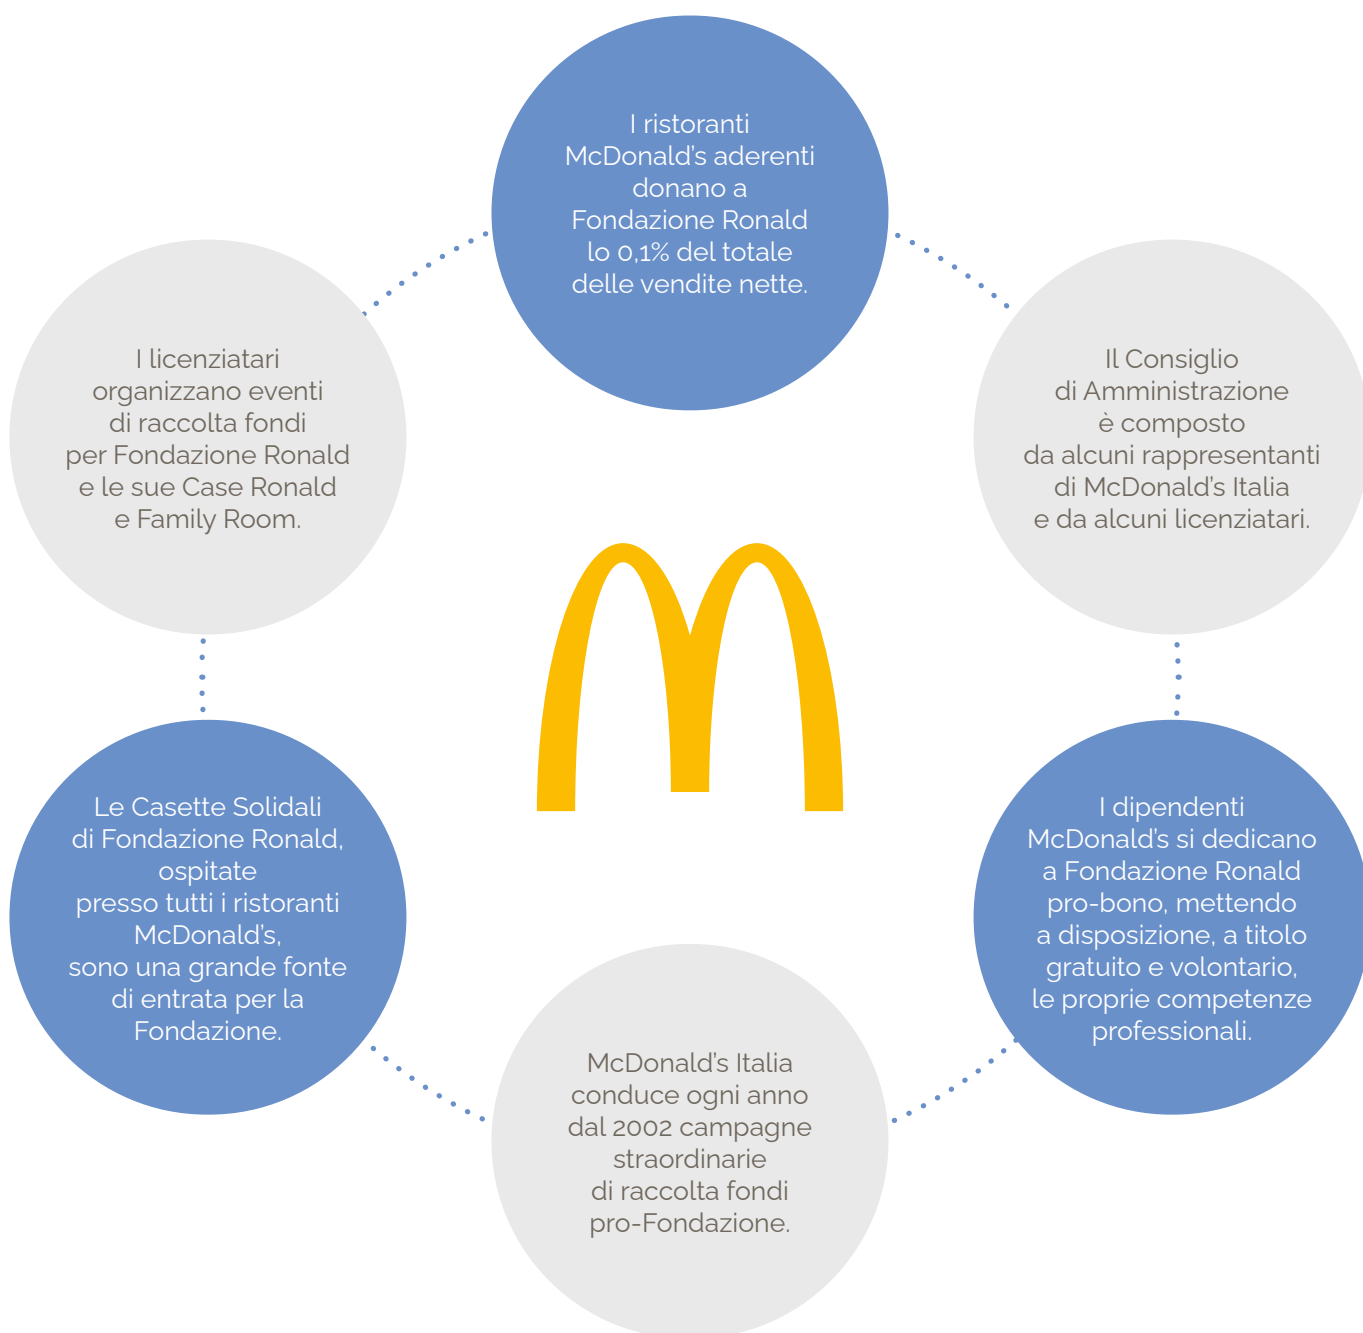 I ristoranti
McDonald's aderenti
donano a
Fondazione Ronald
lo 0,1% del totale
delle vendite nette.
I licenziatari
organizzano eventi
di raccolta fondi
per Fondazione Ronald
e le sue Case Ronald
e Family Room.
Il Consiglio
di Amministrazione
è composto
da alcuni rappresentanti
di McDonald's Italia
e da alcuni licenziatari.
Le Casette Solidali
di Fondazione Ronald,
ospitate
presso tutti i ristoranti
McDonald's,
sono una grande fonte
di entrata per la
Fondazione.
I dipendenti
McDonald's si dedicano
a Fondazione Ronald
pro-bono, mettendo
a disposizione, a titolo
gratuito e volontario,
le proprie competenze
professionali.
McDonald's Italia
conduce ogni anno
dal 2002 campagne
straordinarie
di raccolta fondi
pro-Fondazione.